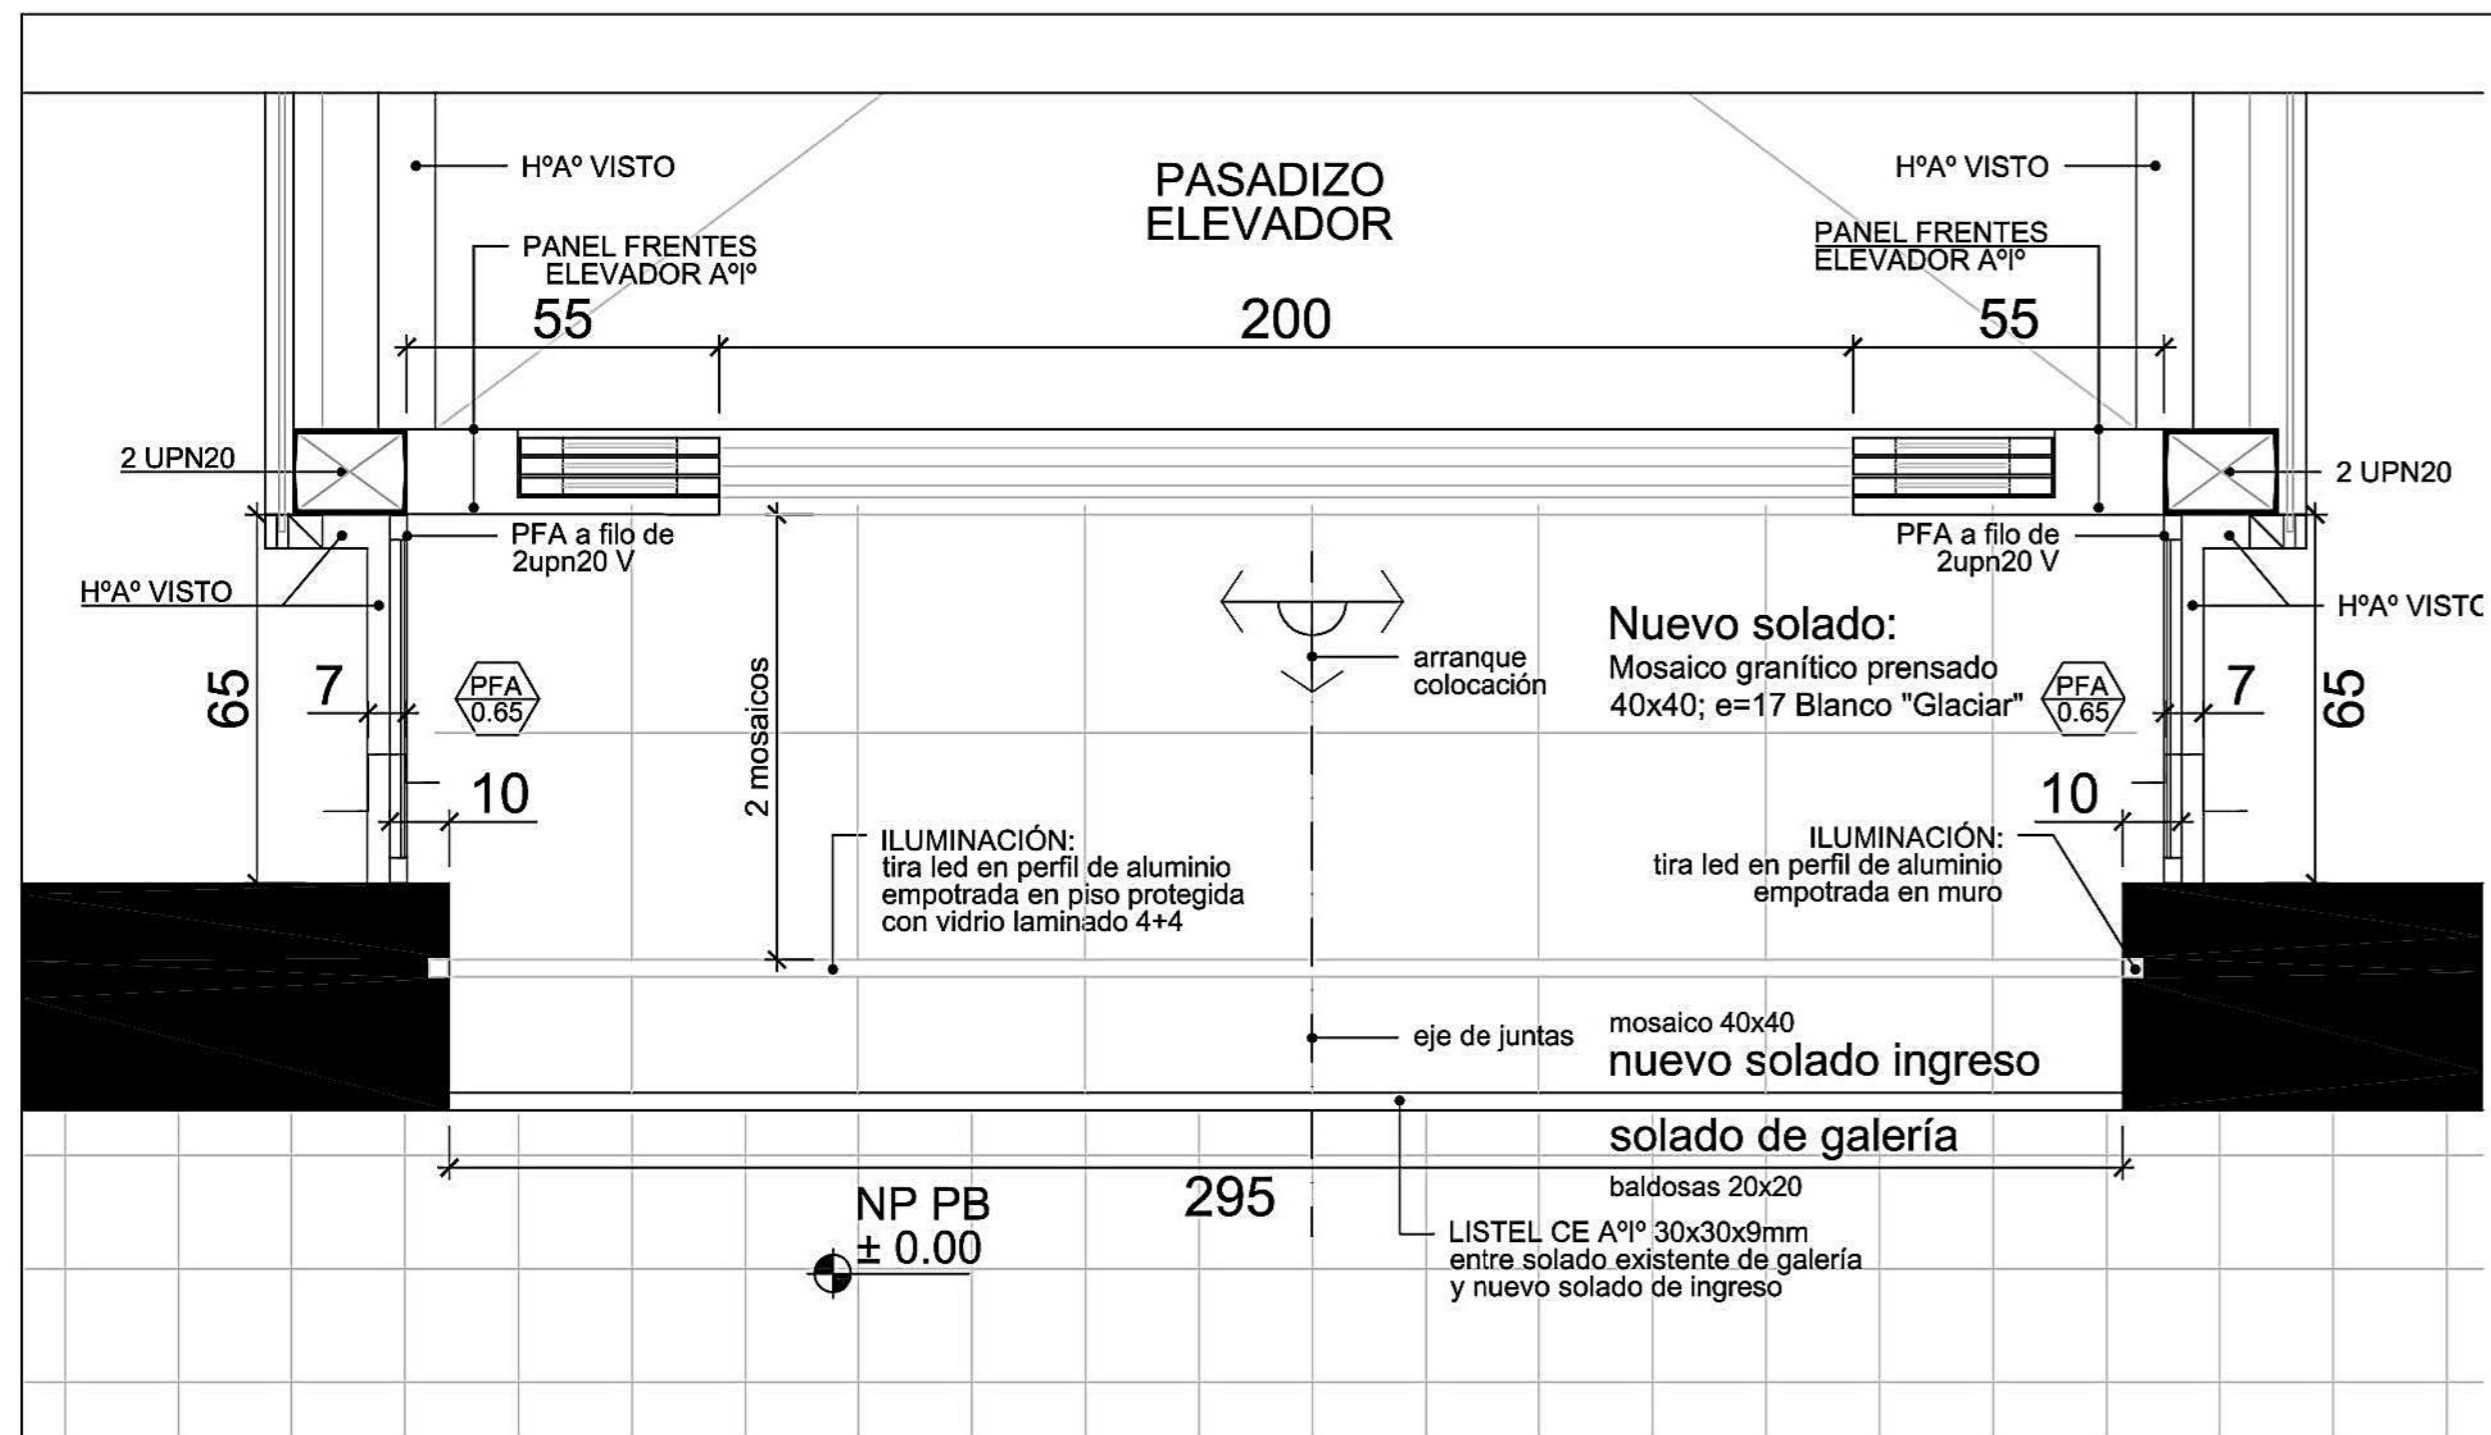 HºAº VISTO
PASADIZO
ELEVADOR
HºAº VISTO
PANEL FRENTES
ELEVADOR AºIº
PANEL FRENTES
ELEVADOR AºIº
55
200
55
2 UPN20
2 UPN20
PFA a filo de
2upn20 V
PFA a filo de
2upn20 V
HºAº VISTO
HºAº VISTO
Nuevo solado:
Mosaico granítico prensado
40x40; e=17 Blanco "Glaciar"
arranque
colocación
65
7
PFA
0.65
2 mosaicos
PFA
0.65
7
65
10
10
ILUMINACIÓN:
tira led en perfil de aluminio
empotrada en piso protegida
con vidrio laminado 4+4
ILUMINACIÓN:
tira led en perfil de aluminio
empotrada en muro
eje de juntas
mosaico 40x40
nuevo solado ingreso
solado de galería
baldosas 20x20
295
NP PB
± 0.00
LISTEL CE AºIº 30x30x9mm
entre solado existente de galería
y nuevo solado de ingreso